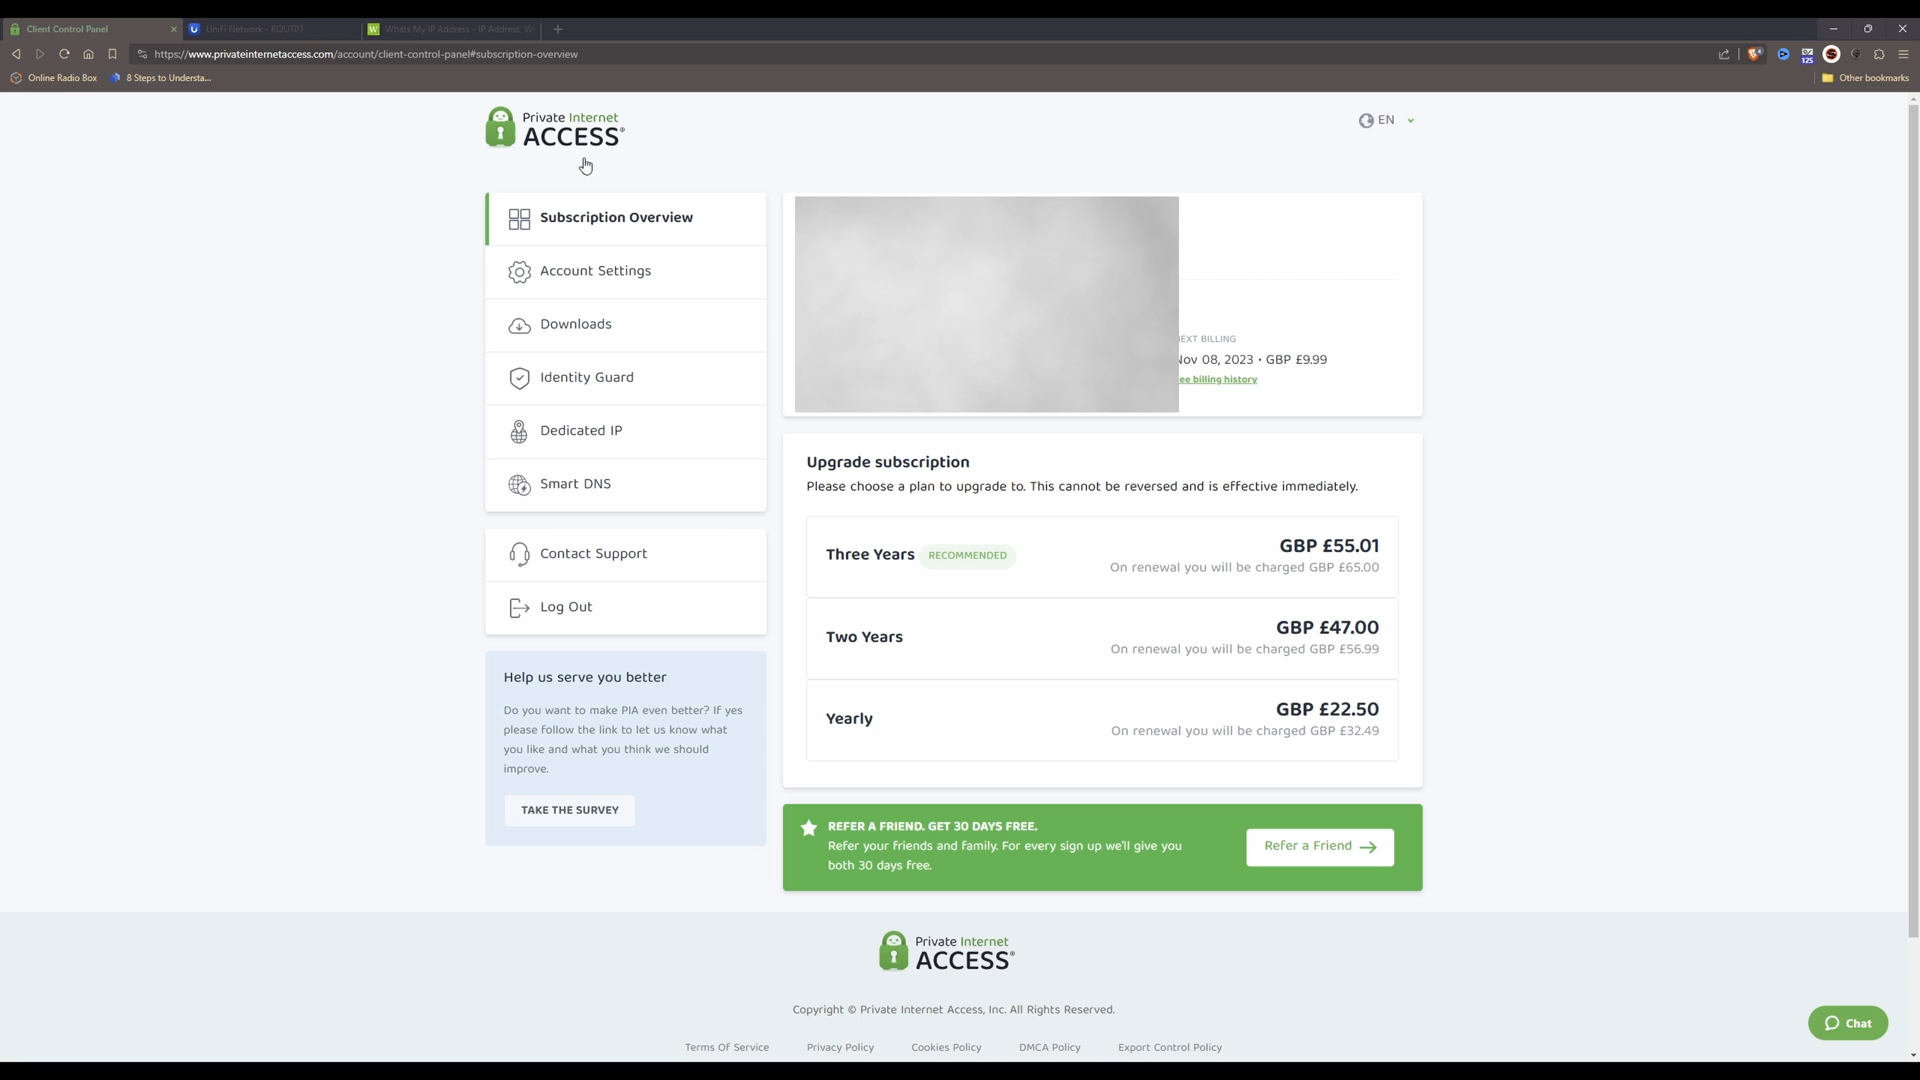 Client Control Panel
UniFi Network - ROUT01
Whats My IP Address - IP Address, W
https://www.privateinternetaccess.com/account/client-control-panel#subscription-overview
125
Online Radio Box
8 Steps to Understa...
Other bookmarks
Private Internet
ACCESS®
EN
Subscription Overview
Account Settings
Downloads
Identity Guard
Dedicated IP
Smart DNS
Contact Support
Log Out
Help us serve you better
Do you want to make PIA even better? If yes
please follow the link to let us know what
you like and what you think we should
improve.
TAKE THE SURVEY
EXT BILLING
Nov 08, 2023 • GBP £9.99
ee billing history
Upgrade subscription
Please choose a plan to upgrade to. This cannot be reversed and is effective immediately.
Three Years RECOMMENDED
GBP £55.01
On renewal you will be charged GBP £65.00
Two Years
GBP £47.00
On renewal you will be charged GBP £56.99
Yearly
GBP £22.50
On renewal you will be charged GBP £32.49
REFER A FRIEND. GET 30 DAYS FREE.
Refer your friends and family. For every sign up we'll give you
both 30 days free.
Refer a Friend
Private Internet
ACCESS®
Copyright © Private Internet Access, Inc. All Rights Reserved.
Terms Of Service
Privacy Policy
Cookies Policy
DMCA Policy
Export Control Policy
Chat